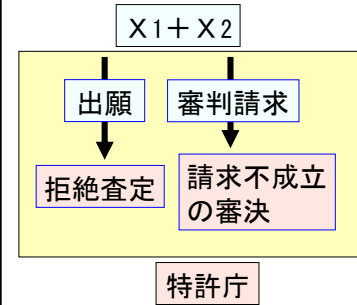 X1+X2
出願
審判請求
拒絶査定
請求不成立
の審決
特許庁